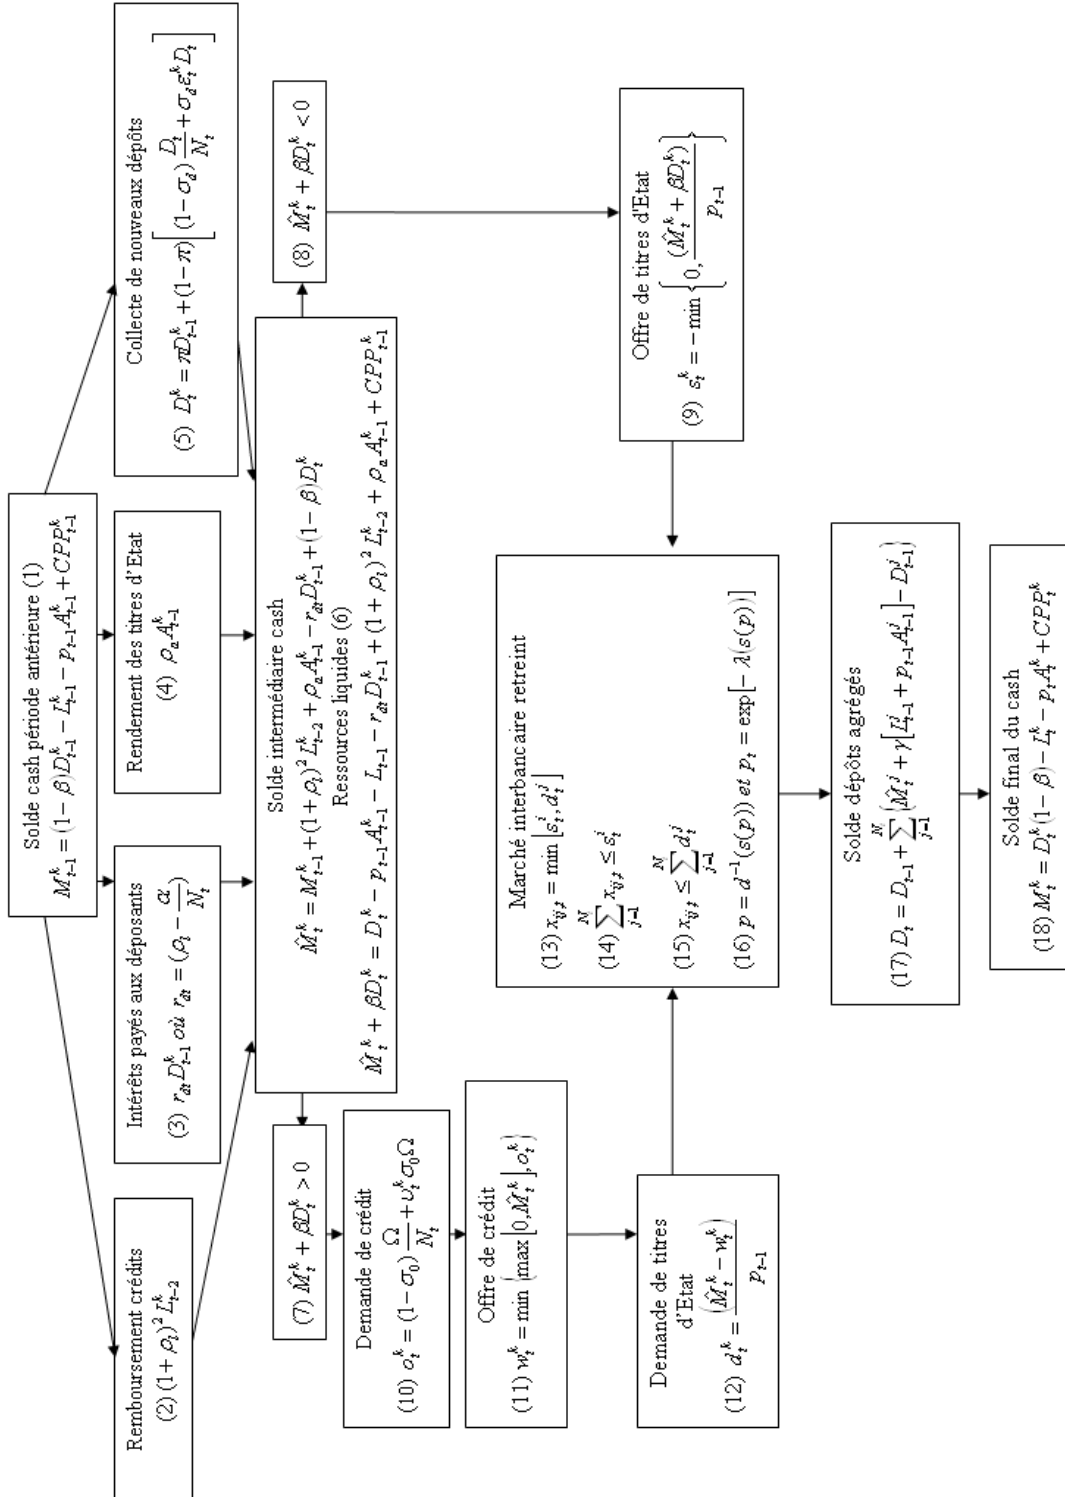 Solde cash période antérieure (1)
M^k_{t-1} = (1-β)D^k_{t-1} - L^k_{t-1} - p_{t-1}A^k_{t-1} + CPP^k_{t-1}
Remboursement crédits
(2) (1+ρ_l)^2 L^k_{t-2}
Intérêts payés aux déposants
(3) r_{dt}D^k_{t-1} où r_{dt} = (ρ_l - α/N_t)
Rendement des titres d'Etat
(4) ρ_a A^k_{t-1}
Collecte de nouveaux dépôts
(5) D^k_t = πD^k_{t-1} + (1-π)[(1-σ_d) D_t/N_t + σ_d ε^k_t D_t]
Solde intermédiaire cash
M̂^k_t = M^k_{t-1} + (1+ρ_l)^2 L^k_{t-2} + ρ_a A^k_{t-1} - r_{dt}D^k_{t-1} + (1-β)D^k_t
Ressources liquides (6)
M̂^k_t + βD^k_t = D^k_t - p_{t-1}A^k_{t-1} - L_{t-1} - r_{dt}D^k_{t-1} + (1+ρ_l)^2 L^k_{t-2} + ρ_a A^k_{t-1} + CPP^k_{t-1}
(7) M̂^k_t + βD^k_t > 0
(8) M̂^k_t + βD^k_t < 0
Demande de crédit
(10) o^k_t = (1-σ_0) Ω/N_t + υ^k_t σ_0 Ω
Offre de crédit
(11) w^k_t = min {max [0, M̂^k_t], o^k_t}
Demande de titres
d'Etat
(12) d^k_t = (M̂^k_t - w^k_t)/p_{t-1}
Offre de titres d'Etat
(9) s^k_t = -min {0, (M̂^k_t + βD^k_t)/p_{t-1}}
Marché interbancaire retreint
(13) x_{ij,t} = min [s^i_t, d^j_t]
(14) ∑_{j=1}^{N_t} x_{ij,t} ≤ s^i_t
(15) x_{ij,t} ≤ ∑_{j=1}^{N_t} d^j_t
(16) p = d^{-1}(s(p)) et p_t = exp[-λ(s(p))]
Solde dépôts agrégés
(17) D_t = D_{t-1} + ∑_{j=1}^{N_t} {M̂^j_t + γ[L^j_{t-1} + p_{t-1}A^j_{t-1}] - D^j_{t-1}}
Solde final du cash
(18) M^k_t = D^k_t(1-β) - L^k_t - p_t A^k_t + CPP^k_t